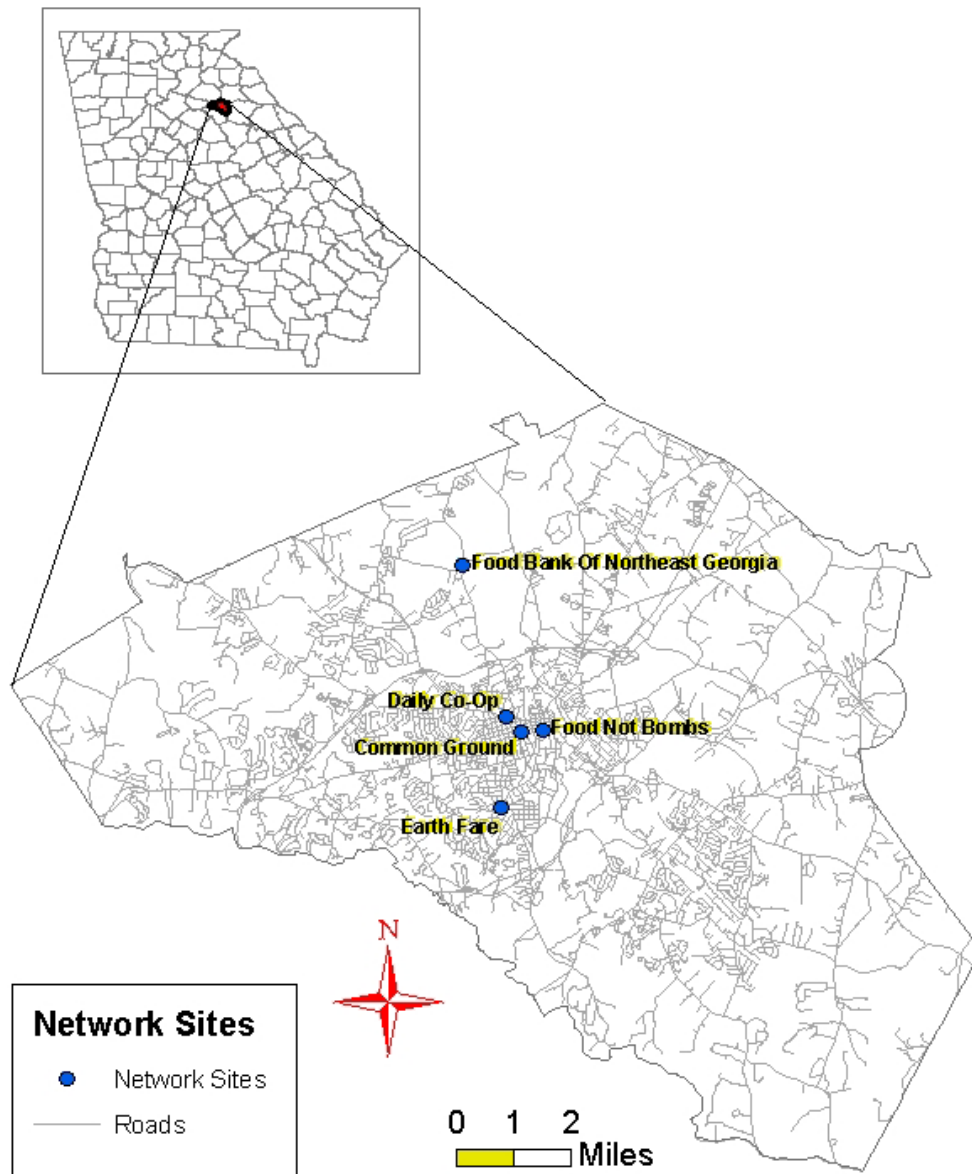 Food Bank Of Northeast Georgia
Daily Co-Op
Food Not Bombs
Common Ground
Earth Fare
N
Network Sites
Network Sites
Roads
0 1 2
Miles